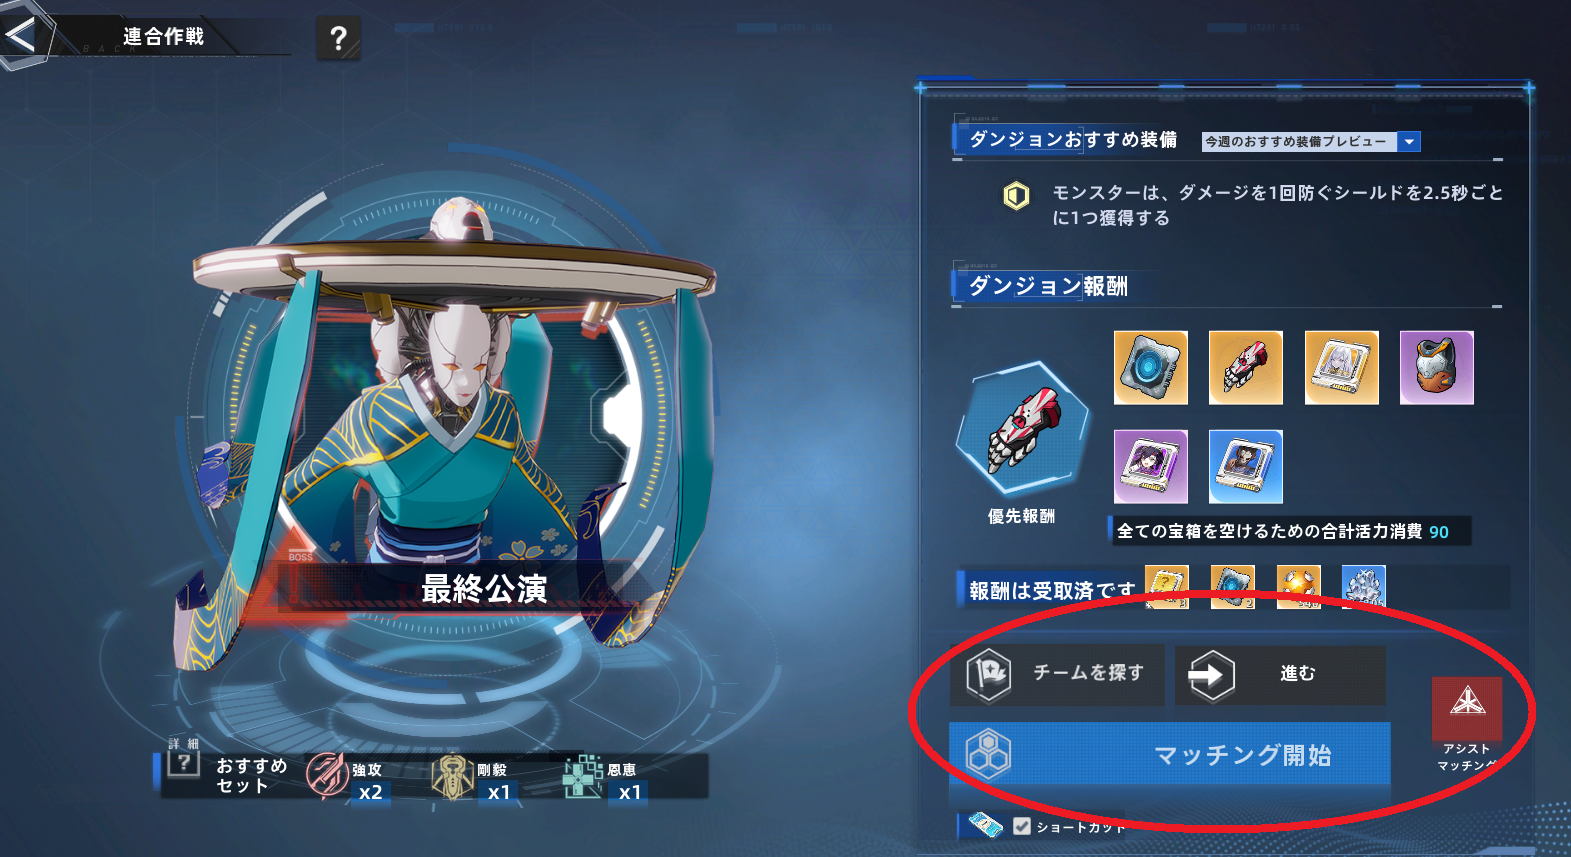 連合作戦
BACK
?
ダンジョンおすすめ装備
今週のおすすめ装備プレビュー
モンスターは、ダメージを1回防ぐシールドを2.5秒ごと
に1つ獲得する
ダンジョン報酬
優先報酬
全ての宝箱を空けるための合計活力消費 90
報酬は受取済です
3
2
BOSS
最終公演
チームを探す
進む
マッチング開始
アシスト
マッチング
ショートカット
詳細
?
おすすめ
セット
強攻
x2
剛毅
x1
恩恵
x1